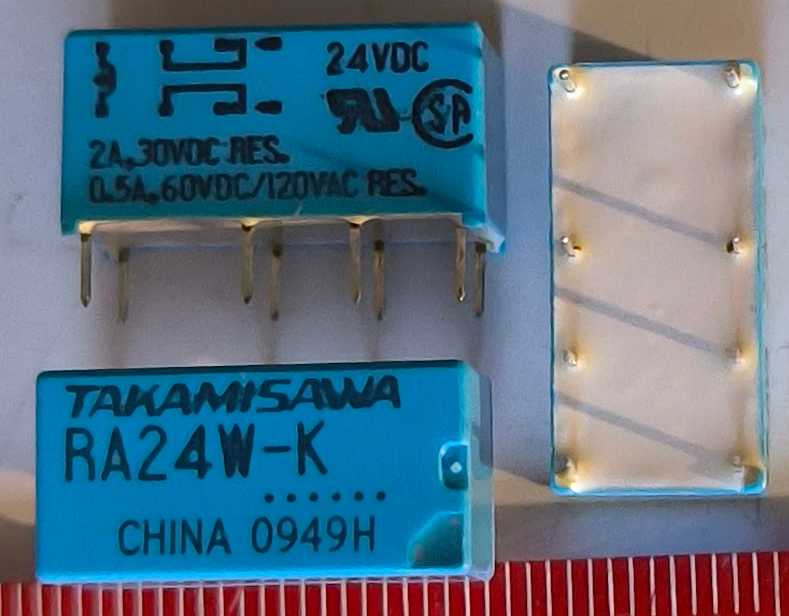 24VDC
2A,30VDC RES.
0.5A,60VDC/120VAC RES.
TAKAMISAWA
RA24W-K
CHINA 0949H